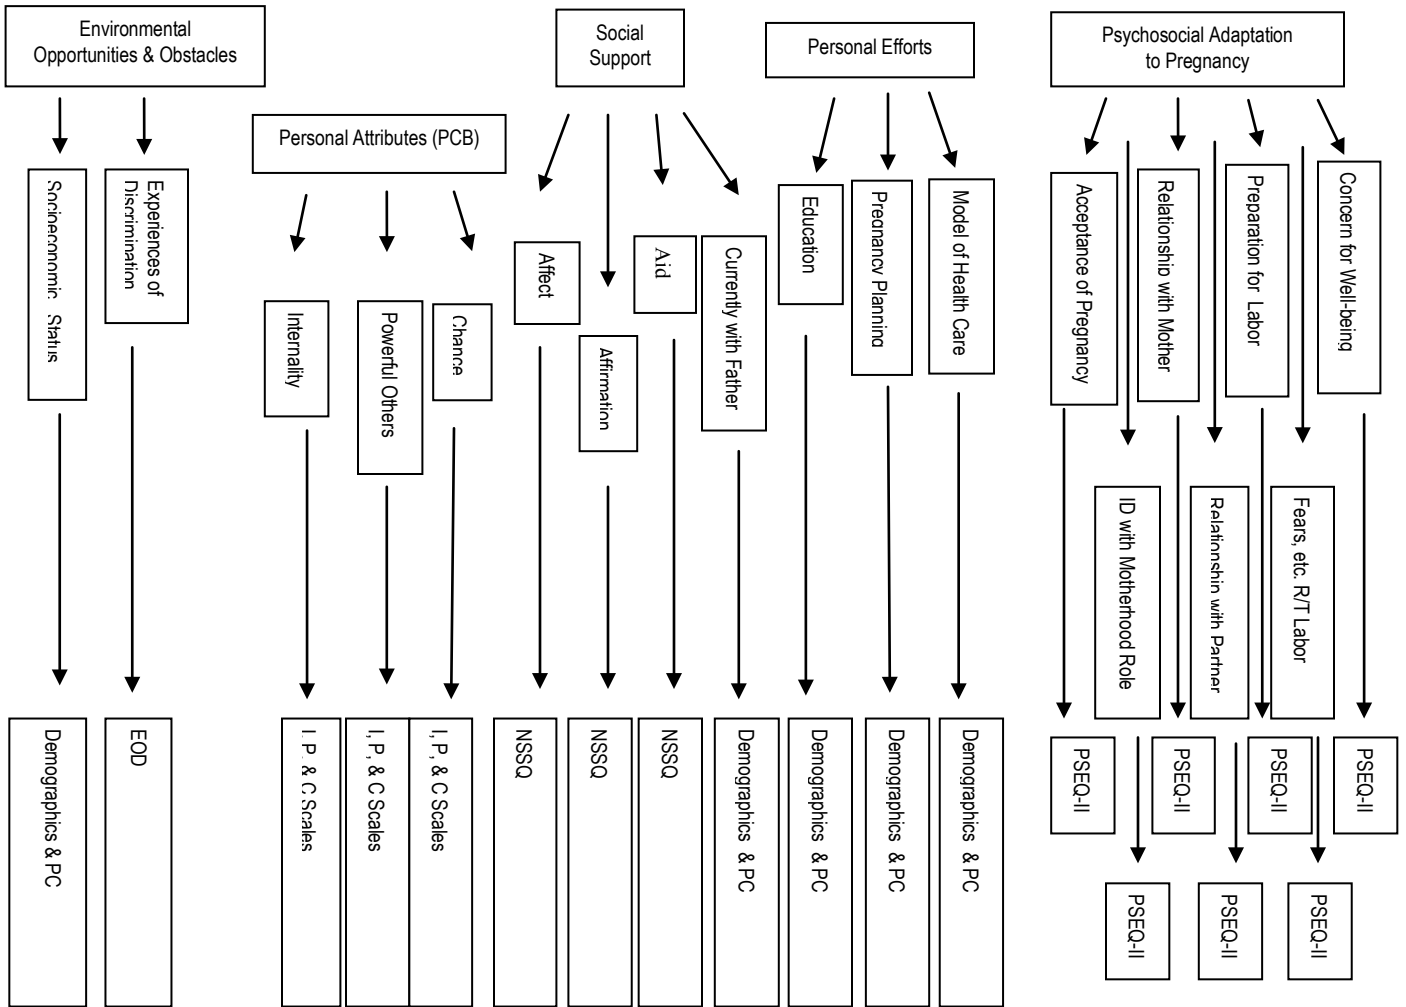 Environmental
Opportunities & Obstacles
Social
Support
Personal Efforts
Psychosocial Adaptation
to Pregnancy
Personal Attributes (PCB)
Socioeconomic Status
Experiences of
Discrimination
Internality
Powerful Others
Chance
Affect
Affirmation
Aid
Currently with Father
Education
Pregnancy Planning
Model of Health Care
Acceptance of Pregnancy
Relationship with Mother
Preparation for Labor
Concern for Well-being
ID with Motherhood Role
Relationship with Partner
Fears, etc. R/T Labor
Demographics & PC
EOD
I, P, & C Scales
I, P, & C Scales
I, P, & C Scales
NSSQ
NSSQ
NSSQ
Demographics & PC
Demographics & PC
Demographics & PC
Demographics & PC
PSEQ-II
PSEQ-II
PSEQ-II
PSEQ-II
PSEQ-II
PSEQ-II
PSEQ-II